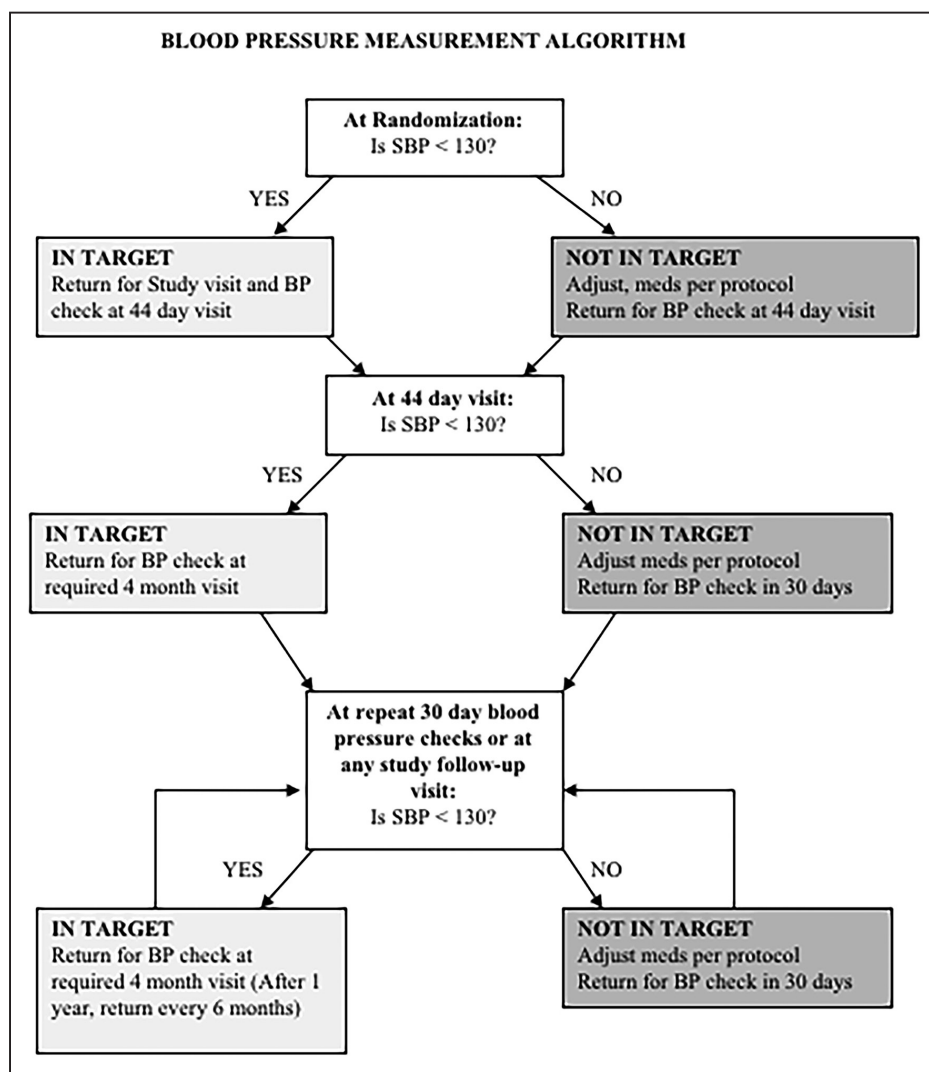 BLOOD PRESSURE MEASUREMENT ALGORITHM
At Randomization:
Is SBP < 130?
YES
NO
IN TARGET
Return for Study visit and BP
check at 44 day visit
NOT IN TARGET
Adjust, meds per protocol
Return for BP check at 44 day visit
At 44 day visit:
Is SBP < 130?
YES
NO
IN TARGET
Return for BP check at
required 4 month visit
NOT IN TARGET
Adjust meds per protocol
Return for BP check in 30 days
At repeat 30 day blood
pressure checks or at
any study follow-up
visit:
Is SBP < 130?
YES
NO
IN TARGET
Return for BP check at
required 4 month visit (After 1
year, return every 6 months)
NOT IN TARGET
Adjust meds per protocol
Return for BP check in 30 days